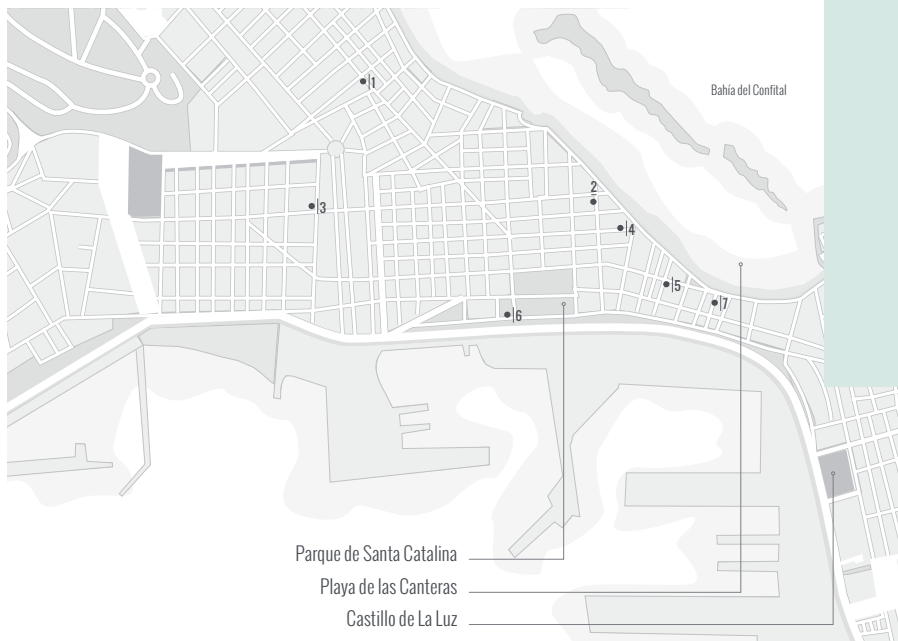 Bahía del Confital
1
2
3
4
5
7
6
Parque de Santa Catalina
Playa de las Canteras
Castillo de La Luz